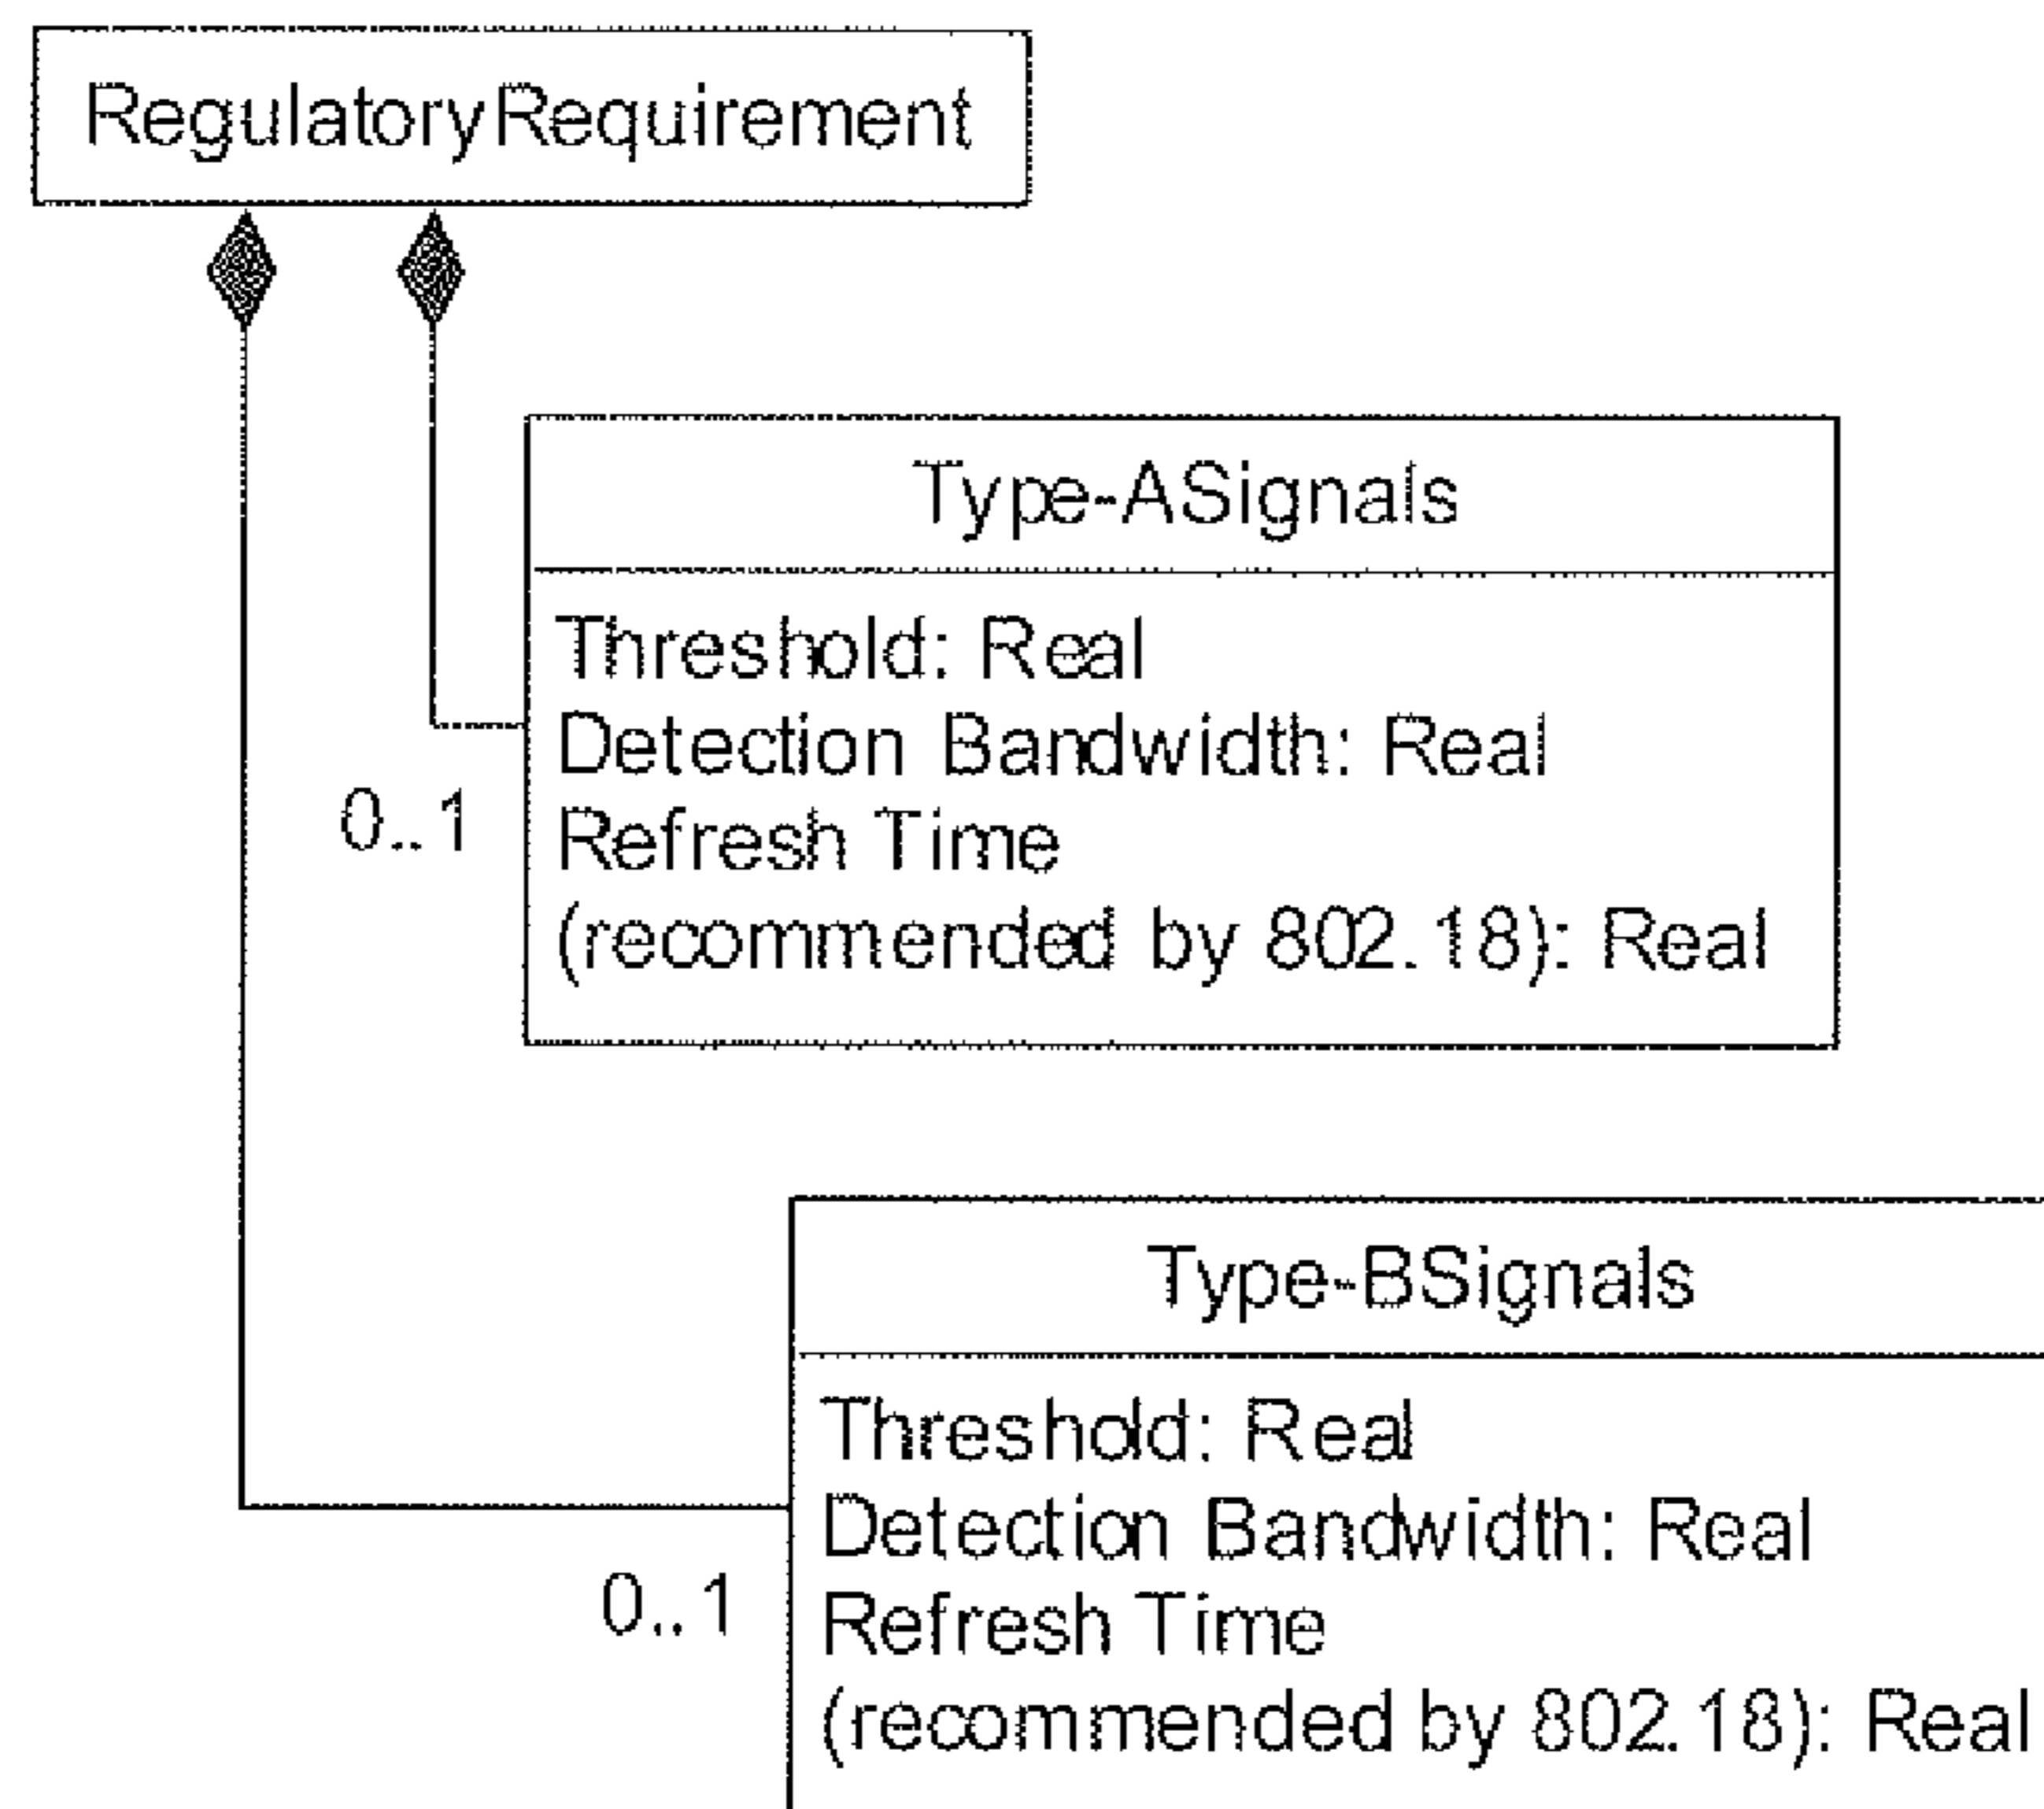 RegulatoryRequirement
Type-ASignals
Threshold: Real
Detection Bandwidth: Real
0..1
Refresh Time
(recommended by 802.18): Real
Type-BSignals
Threshold: Real
Detection Bandwidth: Real
0..1
Refresh Time
(recommended by 802.18): Real